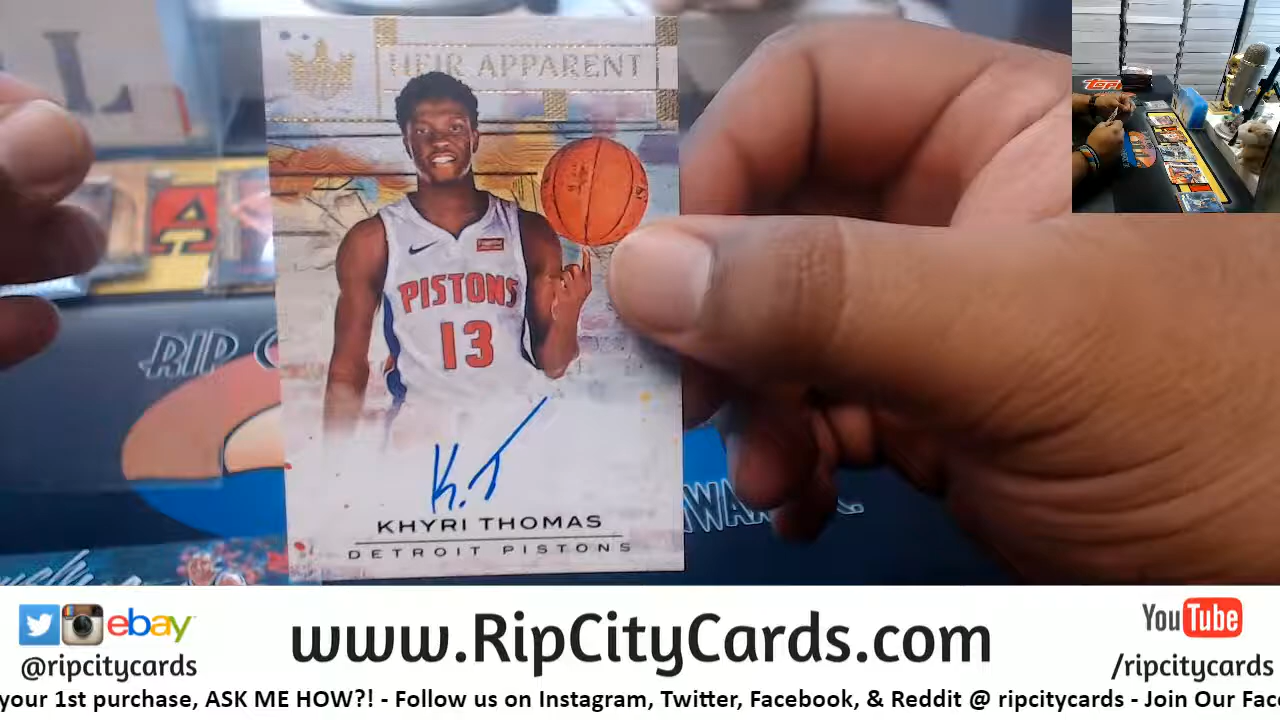 HEIR APPARENT
PISTONS
13
K.T
KHYRI THOMAS
DETROIT PISTONS
RIP
ebay
@ripcitycards
www.RipCityCards.com
YouTube
/ripcitycards
your 1st purchase, ASK ME HOW?! - Follow us on Instagram, Twitter, Facebook, & Reddit @ ripcitycards - Join Our Fac